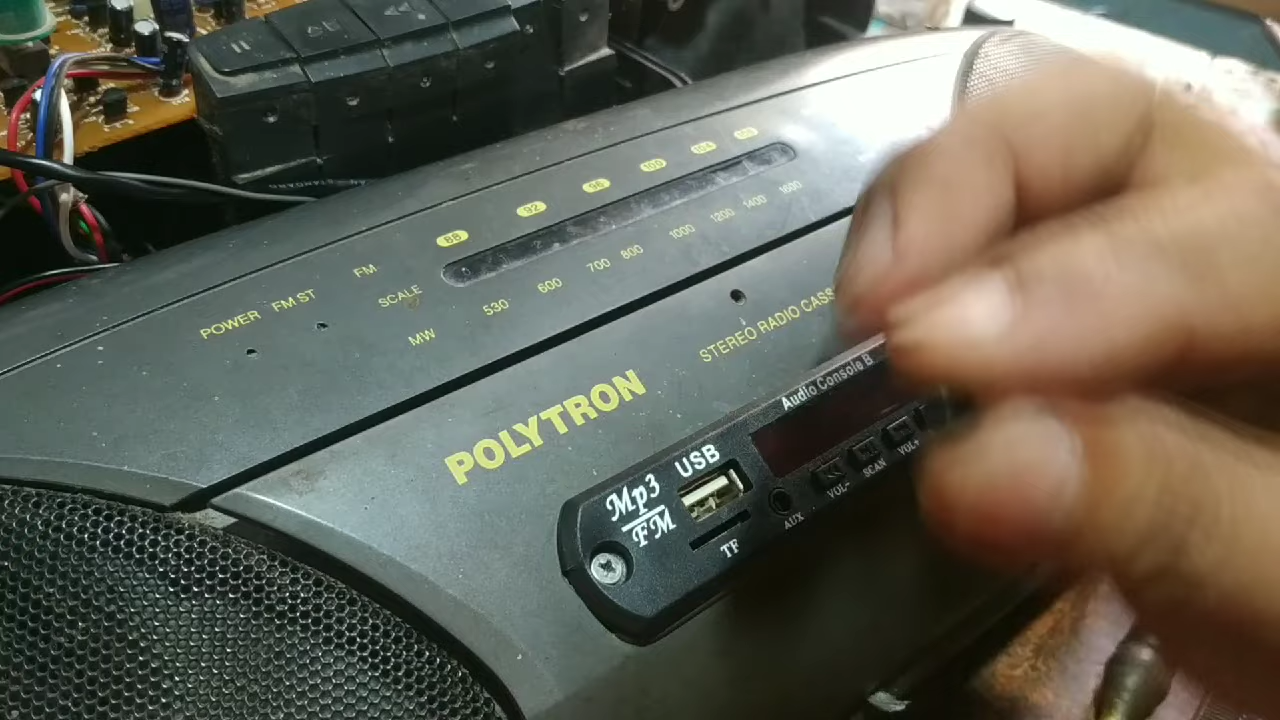 88 92 96 100 104 108
FM
POWER FM ST
SCALE
MW 530 600 700 800 1000 1200 1400 1600
STEREO RADIO CASS
POLYTRON
Audio Console B
USB
Mp3
FM
TF
AUX
VOL- SCAN VOL+